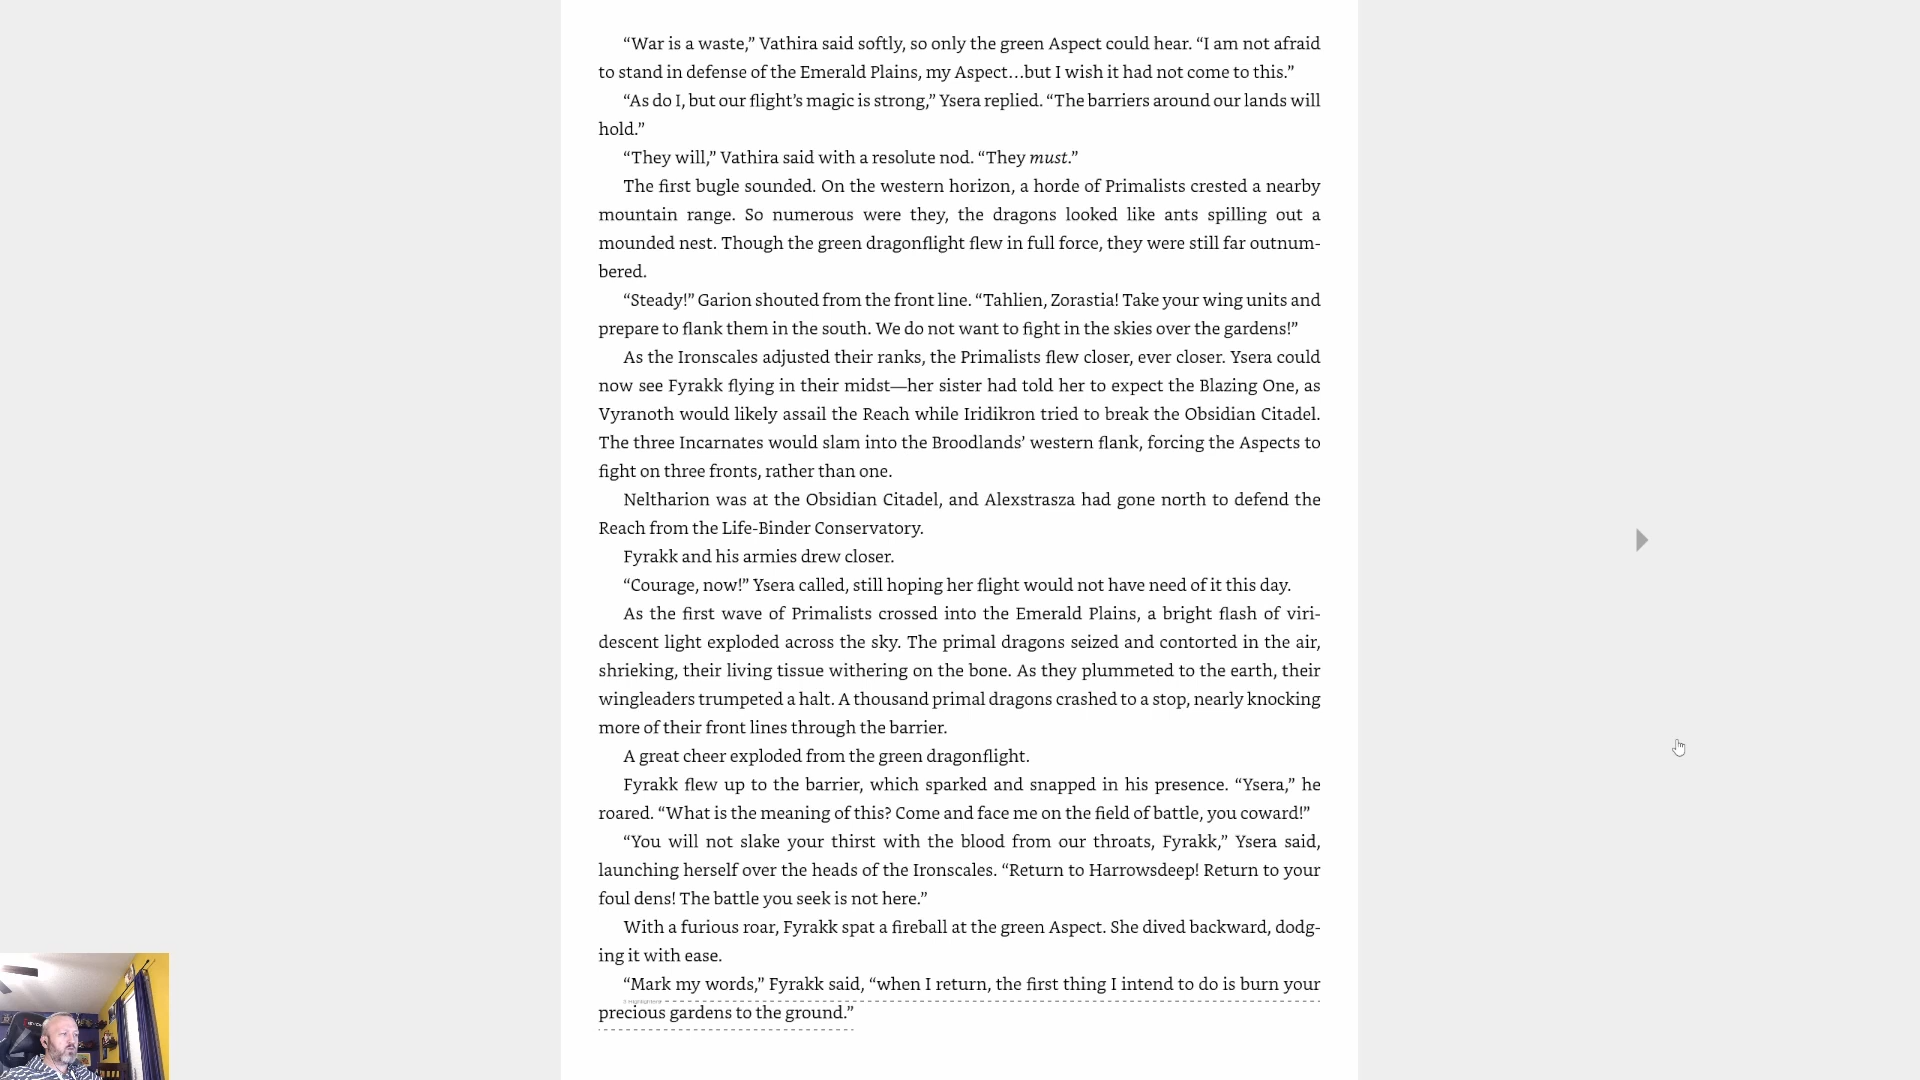 “War is a waste,” Vathira said softly, so only the green Aspect could hear. “I am not afraid
to stand in defense of the Emerald Plains, my Aspect…but I wish it had not come to this.”
“As do I, but our flight’s magic is strong,” Ysera replied. “The barriers around our lands will
hold.”
“They will,” Vathira said with a resolute nod. “They must.”
The first bugle sounded. On the western horizon, a horde of Primalists crested a nearby
mountain range. So numerous were they, the dragons looked like ants spilling out a
mounded nest. Though the green dragonflight flew in full force, they were still far outnum-
bered.
“Steady!” Garion shouted from the front line. “Tahlien, Zorastia! Take your wing units and
prepare to flank them in the south. We do not want to fight in the skies over the gardens!”
As the Ironscales adjusted their ranks, the Primalists flew closer, ever closer. Ysera could
now see Fyrakk flying in their midst—her sister had told her to expect the Blazing One, as
Vyranoth would likely assail the Reach while Iridikron tried to break the Obsidian Citadel.
The three Incarnates would slam into the Broodlands’ western flank, forcing the Aspects to
fight on three fronts, rather than one.
Neltharion was at the Obsidian Citadel, and Alexstrasza had gone north to defend the
Reach from the Life-Binder Conservatory.
Fyrakk and his armies drew closer.
“Courage, now!” Ysera called, still hoping her flight would not have need of it this day.
As the first wave of Primalists crossed into the Emerald Plains, a bright flash of viri-
descent light exploded across the sky. The primal dragons seized and contorted in the air,
shrieking, their living tissue withering on the bone. As they plummeted to the earth, their
wingleaders trumpeted a halt. A thousand primal dragons crashed to a stop, nearly knocking
more of their front lines through the barrier.
A great cheer exploded from the green dragonflight.
Fyrakk flew up to the barrier, which sparked and snapped in his presence. “Ysera,” he
roared. “What is the meaning of this? Come and face me on the field of battle, you coward!”
“You will not slake your thirst with the blood from our throats, Fyrakk,” Ysera said,
launching herself over the heads of the Ironscales. “Return to Harrowsdeep! Return to your
foul dens! The battle you seek is not here.”
With a furious roar, Fyrakk spat a fireball at the green Aspect. She dived backward, dodg-
ing it with ease.
“Mark my words,” Fyrakk said, “when I return, the first thing I intend to do is burn your
precious gardens to the ground.”